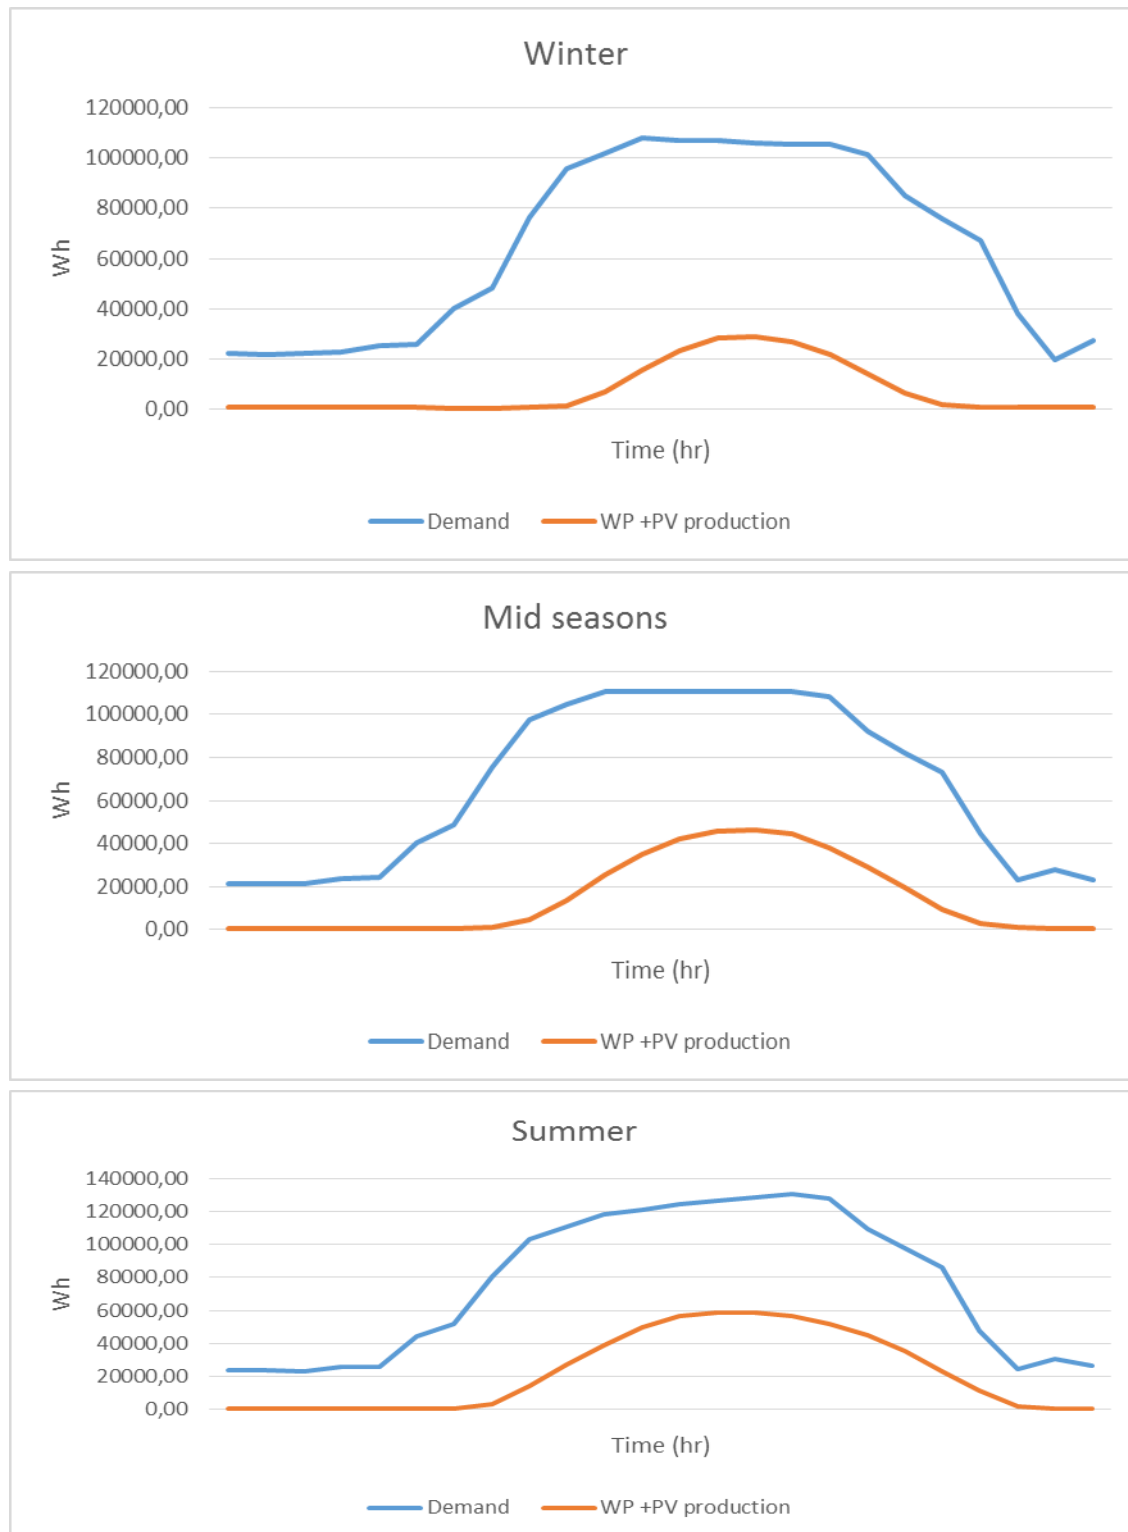 Winter
120000,00
100000,00
80000,00
60000,00
40000,00
20000,00
0,00
Wh
Time (hr)
Demand WP +PV production
Mid seasons
120000,00
100000,00
80000,00
60000,00
40000,00
20000,00
0,00
Wh
Time (hr)
Demand WP +PV production
Summer
140000,00
120000,00
100000,00
80000,00
60000,00
40000,00
20000,00
0,00
Wh
Time (hr)
Demand WP +PV production